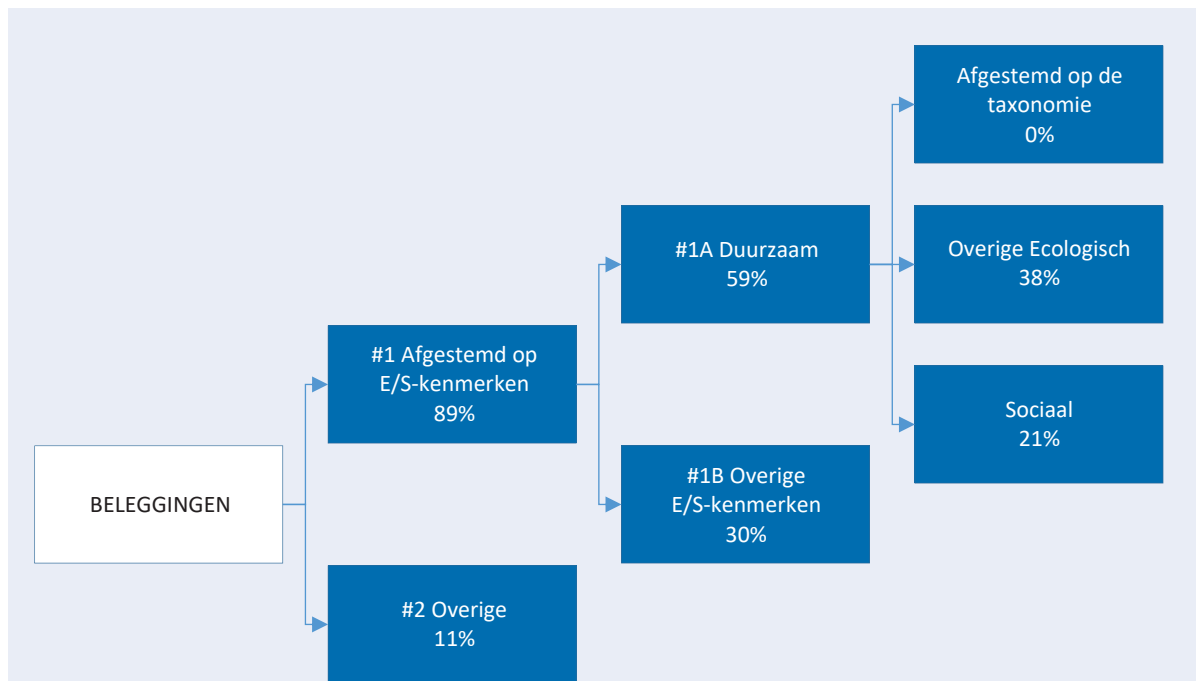 BELEGGINGEN
#1 Afgestemd op
E/S-kenmerken
89%
#2 Overige
11%
#1A Duurzaam
59%
#1B Overige
E/S-kenmerken
30%
Afgestemd op de
taxonomie
0%
Overige Ecologisch
38%
Sociaal
21%